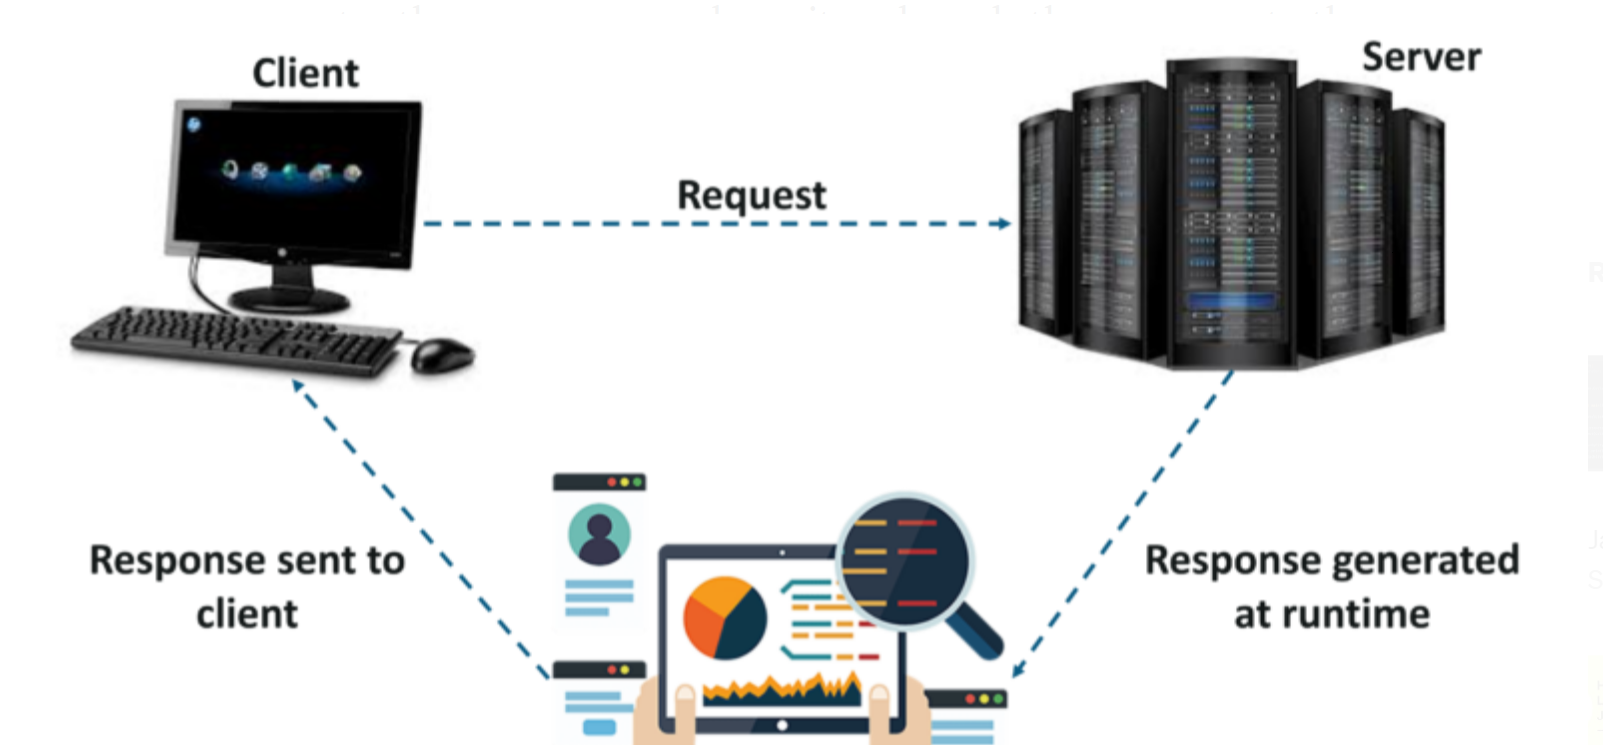 Client
Server
Request
Response sent to
client
Response generated
at runtime